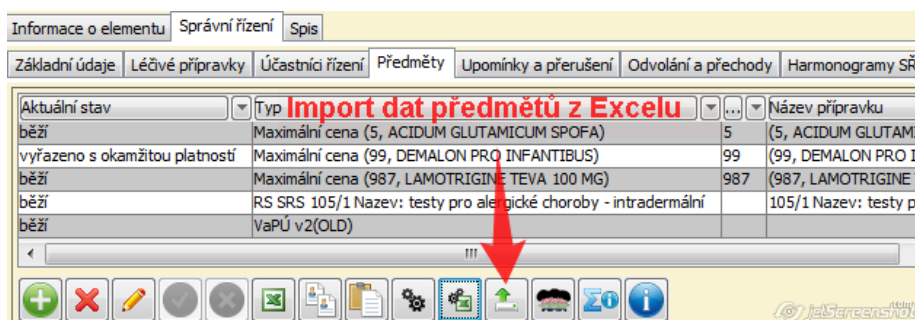 Informace o elementu Správní řízení Spis
Základní údaje Léčivé přípravky Účastníci řízení Předměty Upomínky a přerušení Odvolání a přechody Harmonogramy SŘ
Import dat předmětů z Excelu
Aktuální stav Typ ... Název přípravku
běží Maximální cena (5, ACIDUM GLUTAMICUM SPOFA) 5 (5, ACIDUM GLUTAM
vyřazeno s okamžitou platností Maximální cena (99, DEMALON PRO INFANTIBUS) 99 (99, DEMALON PRO I
běží Maximální cena (987, LAMOTRIGINE TEVA 100 MG) 987 (987, LAMOTRIGINE
běží RS SRS 105/1 Nazev: testy pro alergické choroby - intradermální 105/1 Nazev: testy p
běží VaPÚ v2(OLD)